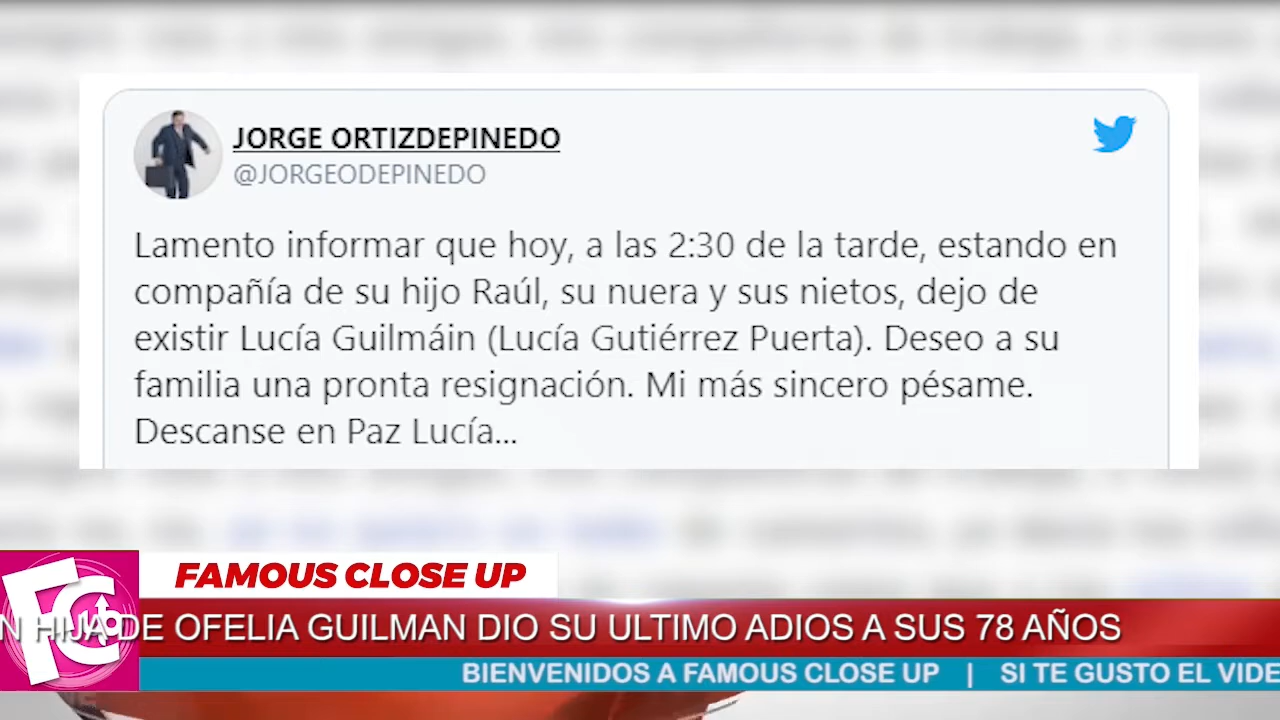 JORGE ORTIZDEPINEDO
@JORGEODEPINEDO
Lamento informar que hoy, a las 2:30 de la tarde, estando en
compañía de su hijo Raúl, su nuera y sus nietos, dejo de
existir Lucía Guilmáin (Lucía Gutiérrez Puerta). Deseo a su
familia una pronta resignación. Mi más sincero pésame.
Descanse en Paz Lucía...
FAMOUS CLOSE UP
FC
N HIJA DE OFELIA GUILMAN DIO SU ULTIMO ADIOS A SUS 78 AÑOS
BIENVENIDOS A FAMOUS CLOSE UP | SI TE GUSTO EL VIDE